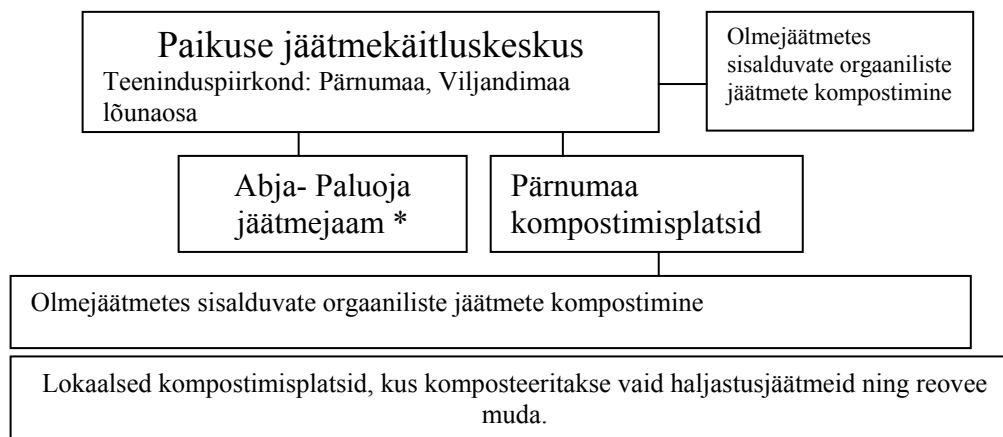 Paikuse jäätmekäitluskeskus
Teeninduspiirkond: Pärnumaa, Viljandimaa
lõunaosa
Olmejäätmetes
sisalduvate orgaaniliste
jäätmete kompostimine
Abja- Paluoja
jäätmejaam *
Pärnumaa
kompostimisplatsid
Olmejäätmetes sisalduvate orgaaniliste jäätmete kompostimine
Lokaalsed kompostimisplatsid, kus komposteeritakse vaid haljastusjäätmeid ning reovee
muda.